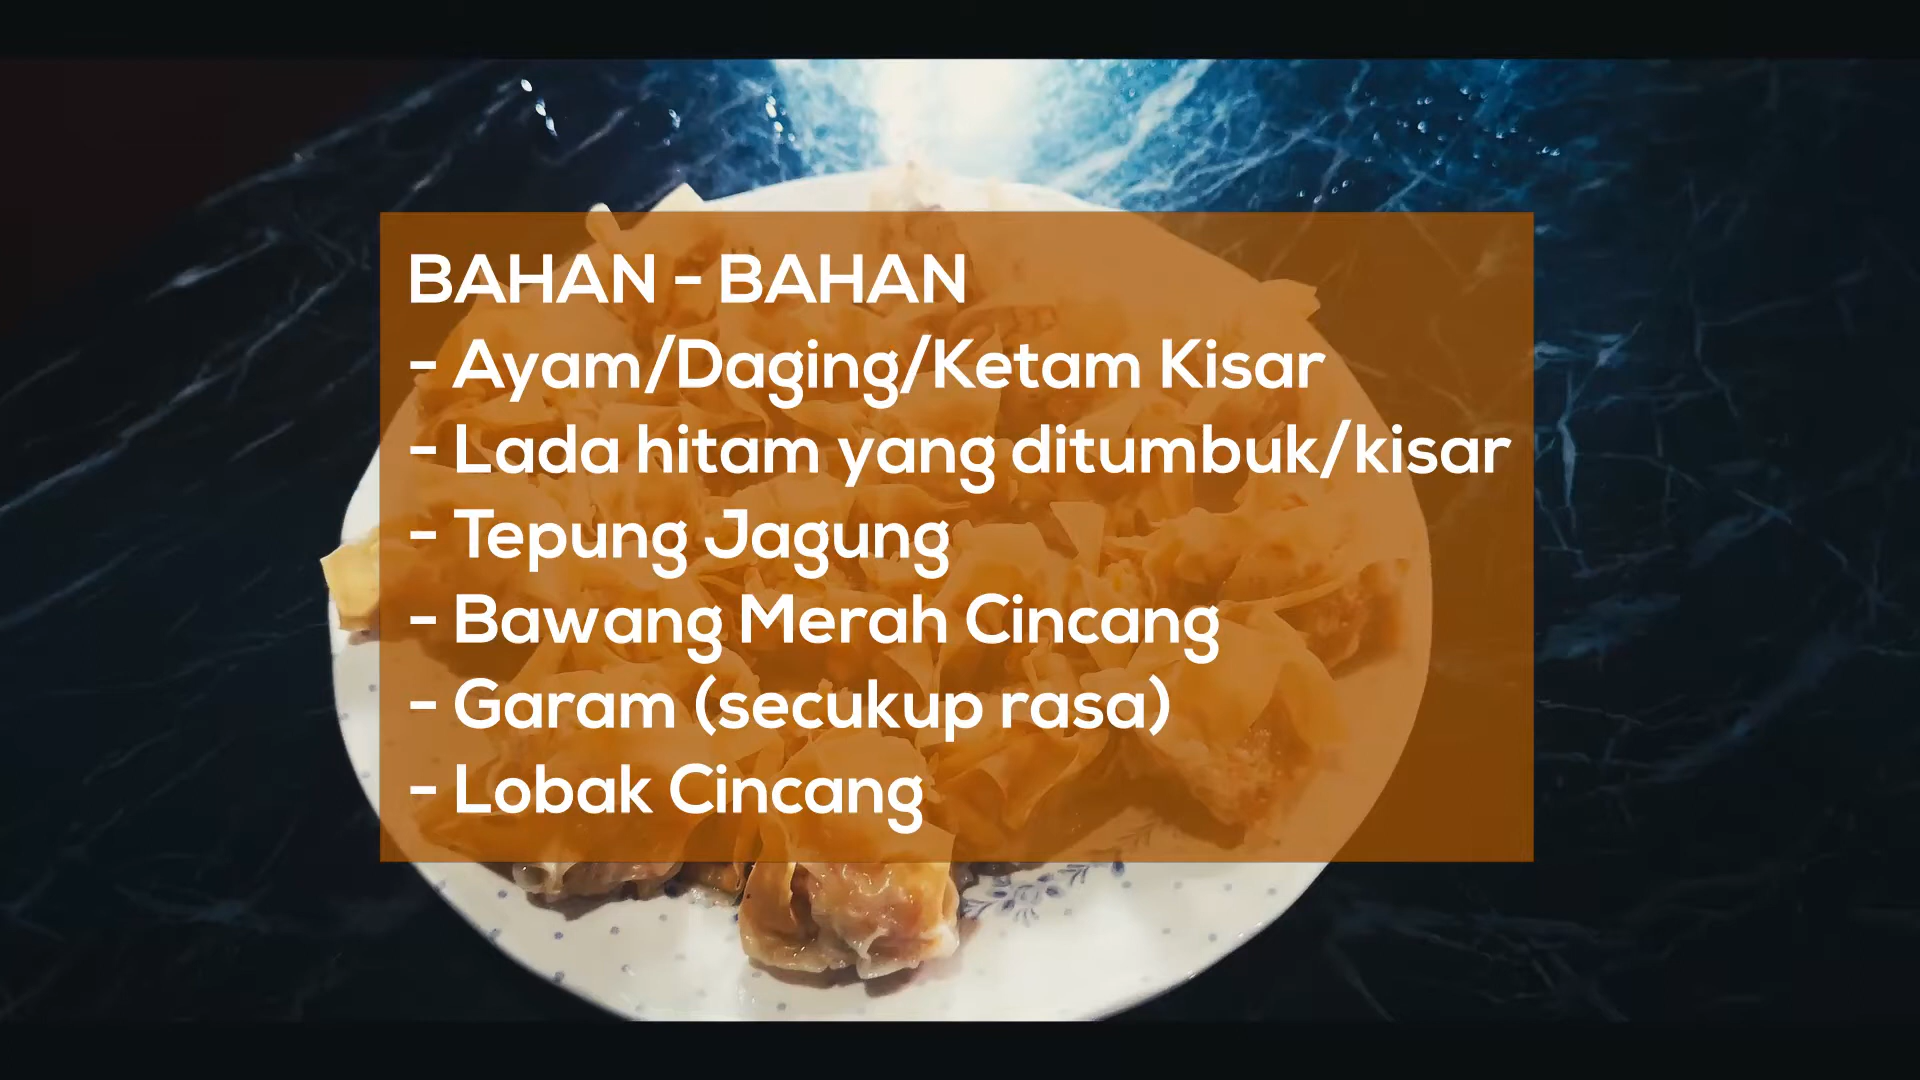 BAHAN - BAHAN
- Ayam/Daging/Ketam Kisar
- Lada hitam yang ditumbuk/kisar
- Tepung Jagung
- Bawang Merah Cincang
- Garam (secukup rasa)
- Lobak Cincang